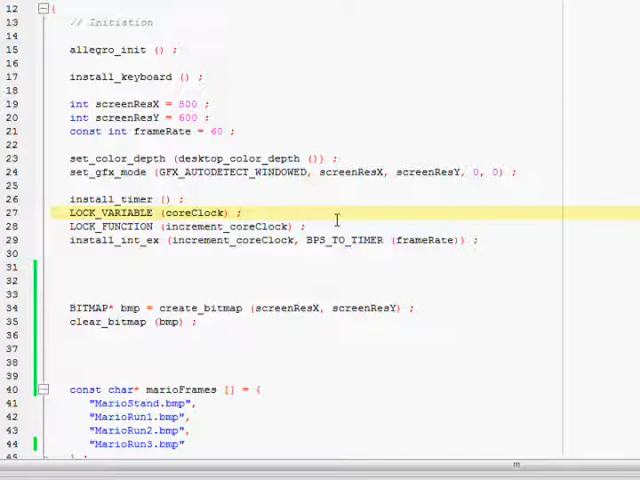 12 {
13 // Initiation
14
15 allegro_init () ;
16
17 install_keyboard () ;
18
19 int screenResX = 800 ;
20 int screenResY = 600 ;
21 const int frameRate = 60 ;
22
23 set_color_depth (desktop_color_depth ()) ;
24 set_gfx_mode (GFX_AUTODETECT_WINDOWED, screenResX, screenResY, 0, 0) ;
25
26 install_timer () ;
27 LOCK_VARIABLE (coreClock) ;
28 LOCK_FUNCTION (increment_coreClock) ;
29 install_int_ex (increment_coreClock, BPS_TO_TIMER (frameRate)) ;
30
31
32
33
34 BITMAP* bmp = create_bitmap (screenResX, screenResY) ;
35 clear_bitmap (bmp) ;
36
37
38
39
40 const char* marioFrames [] = {
41 "MarioStand.bmp",
42 "MarioRun1.bmp",
43 "MarioRun2.bmp",
44 "MarioRun3.bmp"
45 } ;